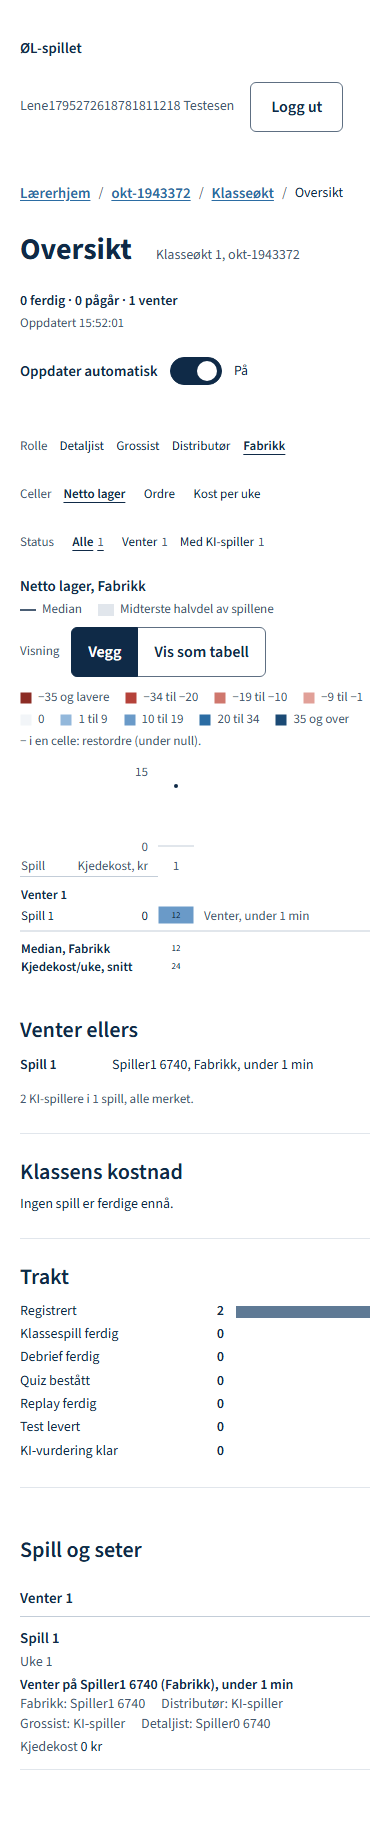 ØL-spillet
Lene1795272618781811218 Testesen Logg ut
Lærerhjem / okt-1943372 / Klasseøkt / Oversikt
Oversikt Klasseøkt 1, okt-1943372
0 ferdig · 0 pågår · 1 venter
Oppdatert 15:52:01
Oppdater automatisk På
Rolle Detaljist Grossist Distributør Fabrikk
Celler Netto lager Ordre Kost per uke
Status Alle 1 Venter 1 Med KI-spiller 1
Netto lager, Fabrikk
Median Midterste halvdel av spillene
Visning Vegg Vis som tabell
−35 og lavere −34 til −20 −19 til −10 −9 til −1
0 1 til 9 10 til 19 20 til 34 35 og over
− i en celle: restordre (under null).
15
0
Spill Kjedekost, kr 1
Venter 1
Spill 1 0 12 Venter, under 1 min
Median, Fabrikk 12
Kjedekost/uke, snitt 24
Venter ellers
Spill 1 Spiller1 6740, Fabrikk, under 1 min
2 KI-spillere i 1 spill, alle merket.
Klassens kostnad
Ingen spill er ferdige ennå.
Trakt
Registrert 2
Klassespill ferdig 0
Debrief ferdig 0
Quiz bestått 0
Replay ferdig 0
Test levert 0
KI-vurdering klar 0
Spill og seter
Venter 1
Spill 1
Uke 1
Venter på Spiller1 6740 (Fabrikk), under 1 min
Fabrikk: Spiller1 6740 Distributør: KI-spiller
Grossist: KI-spiller Detaljist: Spiller0 6740
Kjedekost 0 kr